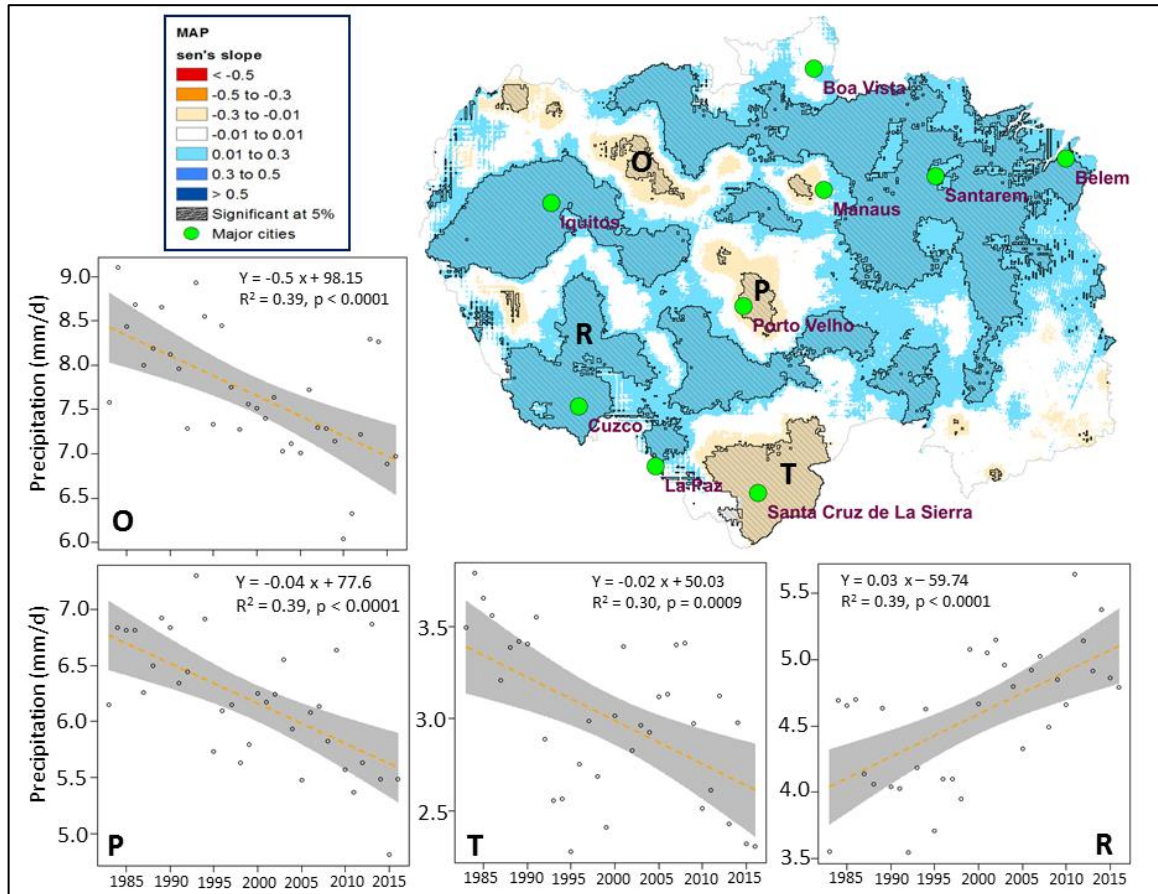 MAP
sen's slope
< -0.5
-0.5 to -0.3
-0.3 to -0.01
-0.01 to 0.01
0.01 to 0.3
0.3 to 0.5
> 0.5
Significant at 5%
Major cities
Boa Vista
O
Belem
Iquitos
Manaus
Santarem
P
Porto Velho
R
Cuzco
T
La Paz
Santa Cruz de La Sierra
Y = -0.5 x + 98.15
R² = 0.39, p < 0.0001
Precipitation (mm/d)
9.0
8.5
8.0
7.5
7.0
6.5
6.0
O
Y = -0.04 x + 77.6
R² = 0.39, p < 0.0001
Precipitation (mm/d)
7.0
6.5
6.0
5.5
5.0
P
1985 1990 1995 2000 2005 2010 2015
Y = -0.02 x + 50.03
R² = 0.30, p = 0.0009
3.5
3.0
2.5
T
1985 1990 1995 2000 2005 2010 2015
Y = 0.03 x − 59.74
R² = 0.39, p < 0.0001
5.5
5.0
4.5
4.0
3.5
R
1985 1990 1995 2000 2005 2010 2015